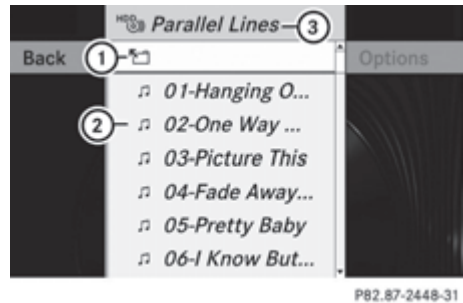 HDD Parallel Lines 3
Back 1 Options
01-Hanging O...
2 02-One Way ...
03-Picture This
04-Fade Away...
05-Pretty Baby
06-I Know But...
P82.87-2448-31